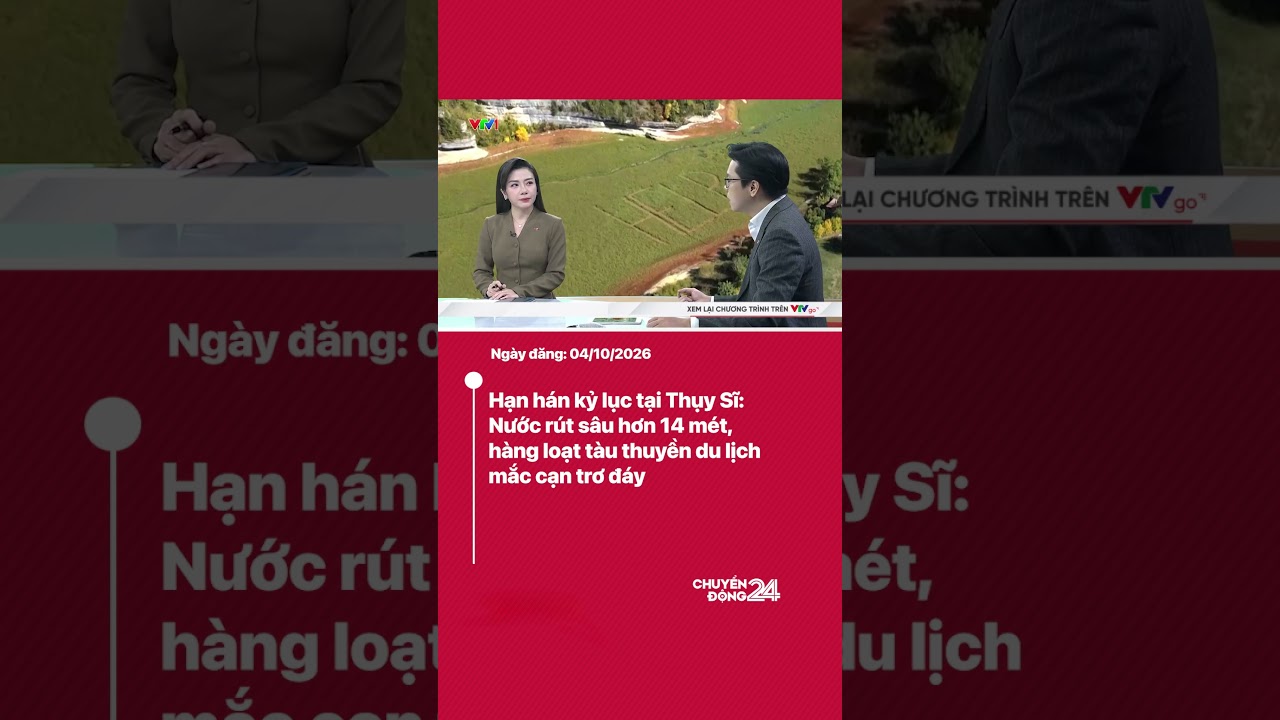 VTV1
XEM LẠI CHƯƠNG TRÌNH TRÊN VTVgo
Ngày đăng: 04/10/2026
Hạn hán kỷ lục tại Thụy Sĩ:
Nước rút sâu hơn 14 mét,
hàng loạt tàu thuyền du lịch
mắc cạn trơ đáy
CHUYỂN
ĐỘNG 24
LẠI CHƯƠNG TRÌNH TRÊN VTVgo
Ngày đăng: 0
Hạn hán
Nước rút
hàng loạt
mắc cạn
y Sĩ:
mét,
du lịch